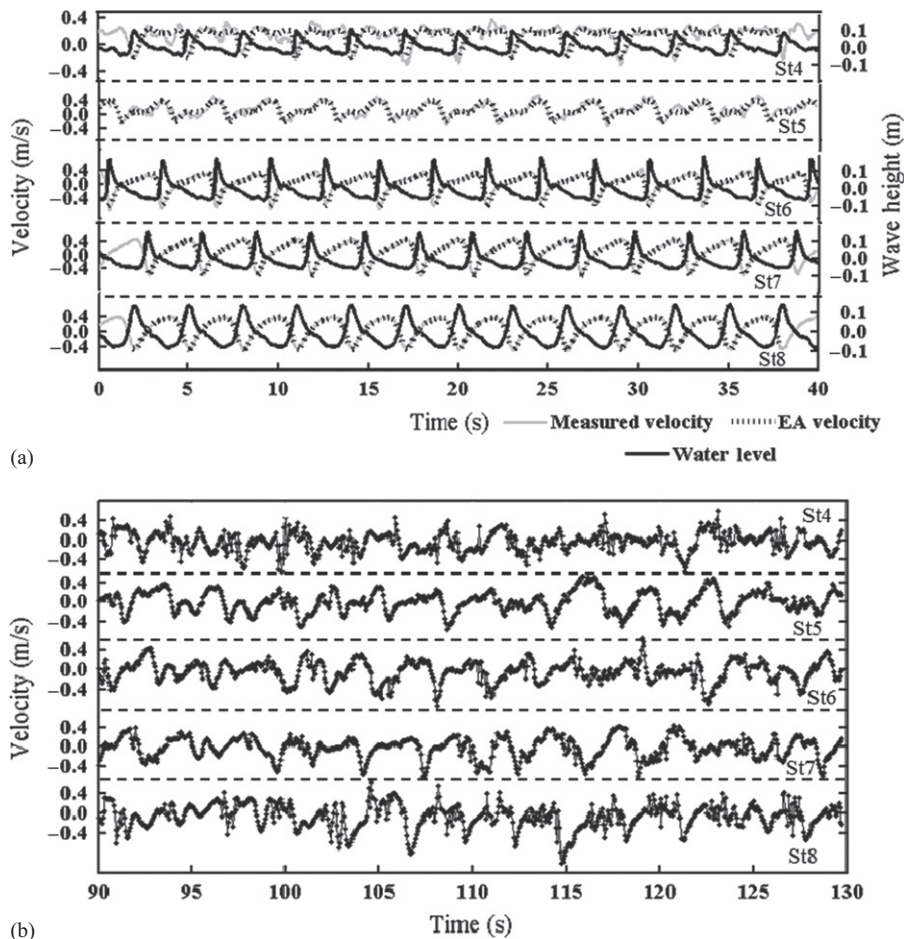 0.4
0.0
–0.4
0.1
0.0
–0.1
St4
0.4
0.0
–0.4
St5
0.4
0.0
–0.4
0.1
0.0
–0.1
St6
0.4
0.0
–0.4
0.1
0.0
–0.1
St7
0.4
0.0
–0.4
0.1
0.0
–0.1
St8
Velocity (m/s)
Wave height (m)
0 5 10 15 20 25 30 35 40
Time (s)
Measured velocity
EA velocity
Water level
(a)
0.4
0.0
–0.4
St4
0.4
0.0
–0.4
St5
0.4
0.0
–0.4
St6
0.4
0.0
–0.4
St7
0.4
0.0
–0.4
St8
Velocity (m/s)
90 95 100 105 110 115 120 125 130
Time (s)
(b)